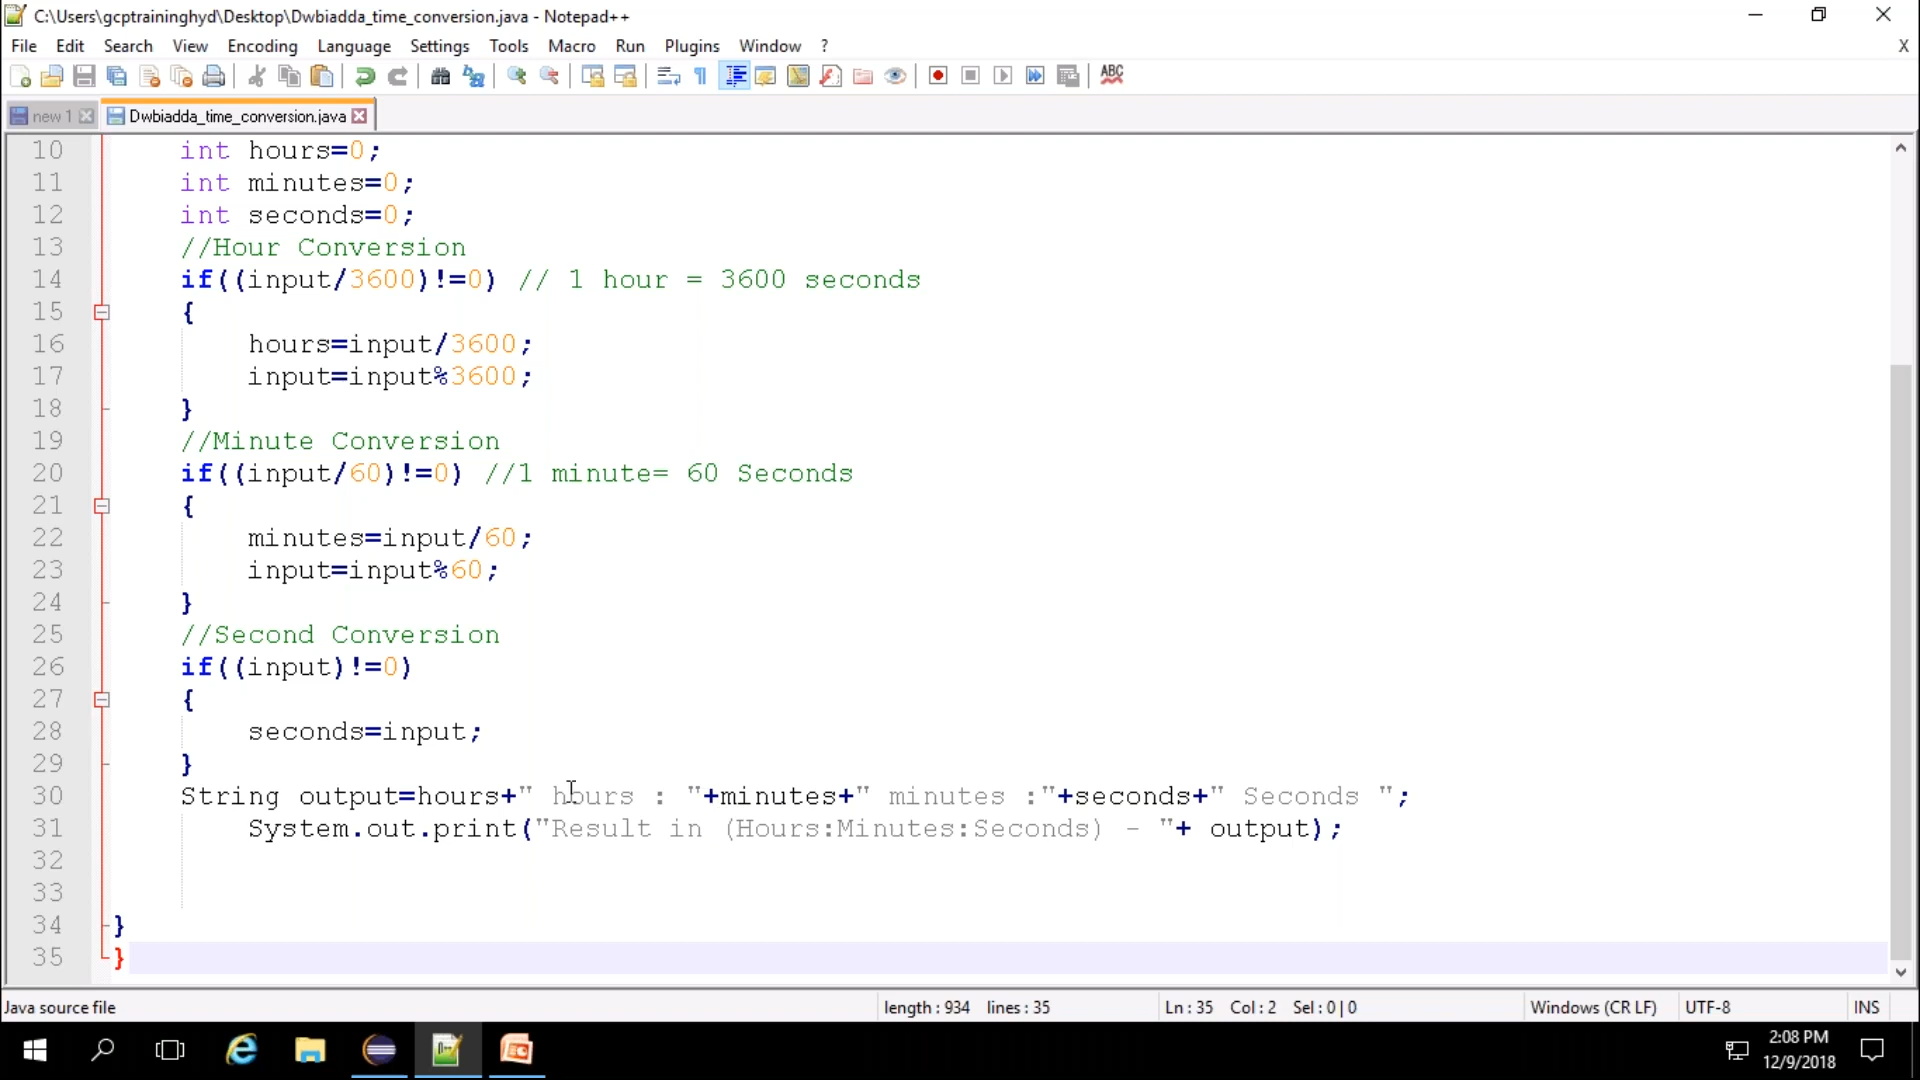 C:\Users\gcptraininghyd\Desktop\Dwbiadda_time_conversion.java - Notepad++
File Edit Search View Encoding Language Settings Tools Macro Run Plugins Window ? X
ABC
new 1 Dwbiadda_time_conversion.java
10 int hours=0;
11 int minutes=0;
12 int seconds=0;
13 //Hour Conversion
14 if((input/3600)!=0) // 1 hour = 3600 seconds
15 {
16 hours=input/3600;
17 input=input%3600;
18 }
19 //Minute Conversion
20 if((input/60)!=0) //1 minute= 60 Seconds
21 {
22 minutes=input/60;
23 input=input%60;
24 }
25 //Second Conversion
26 if((input)!=0)
27 {
28 seconds=input;
29 }
30 String output=hours+" hours : "+minutes+" minutes :"+seconds+" Seconds ";
31 System.out.print("Result in (Hours:Minutes:Seconds) - "+ output);
32
33
34 }
35 }
Java source file length : 934 lines : 35 Ln : 35 Col : 2 Sel : 0 | 0 Windows (CR LF) UTF-8 INS
2:08 PM
12/9/2018